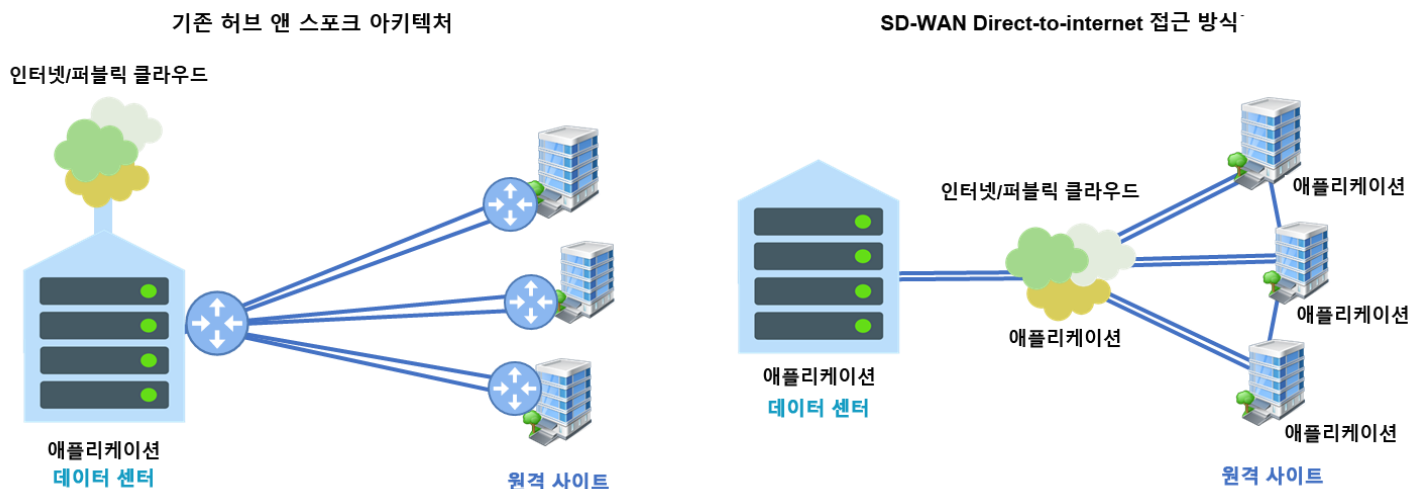 기존 허브 앤 스포크 아키텍처
인터넷/퍼블릭 클라우드
애플리케이션
데이터 센터
원격 사이트
SD-WAN Direct-to-internet 접근 방식
인터넷/퍼블릭 클라우드
애플리케이션
애플리케이션
애플리케이션
애플리케이션
데이터 센터
애플리케이션
원격 사이트